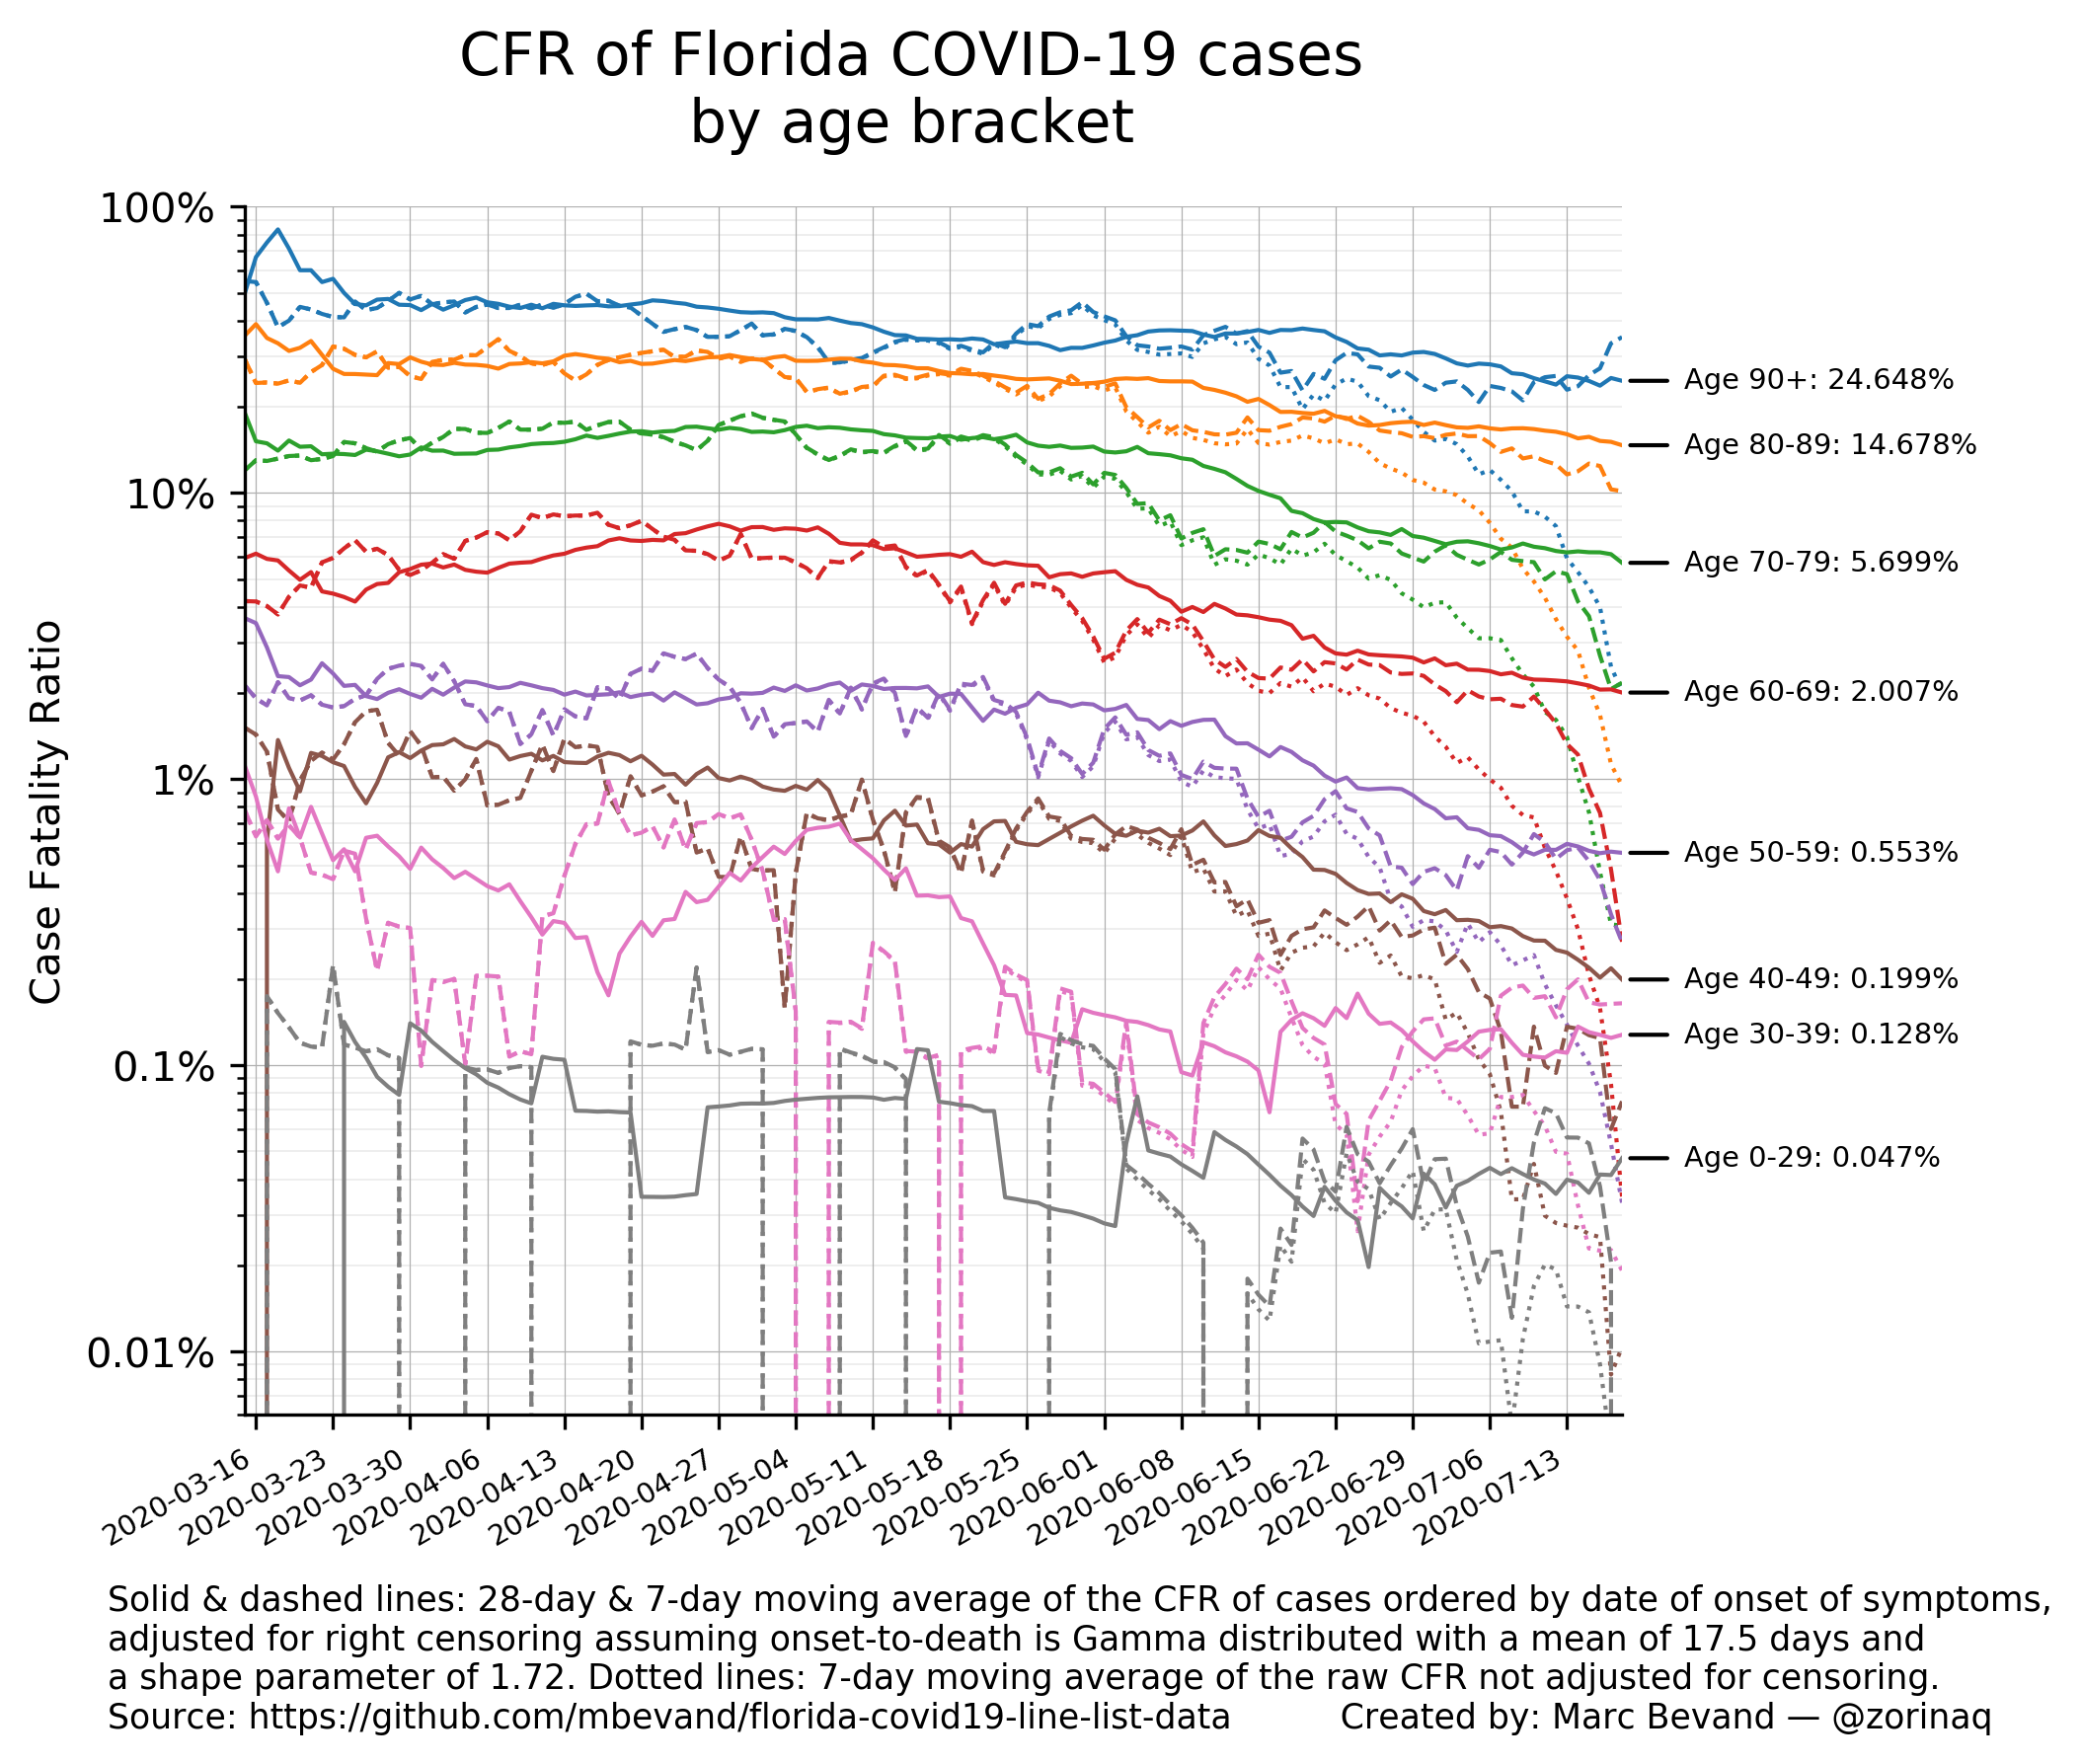 CFR of Florida COVID-19 cases
by age bracket
Case Fatality Ratio
100%
10%
1%
0.1%
0.01%
Age 90+: 24.648%
Age 80-89: 14.678%
Age 70-79: 5.699%
Age 60-69: 2.007%
Age 50-59: 0.553%
Age 40-49: 0.199%
Age 30-39: 0.128%
Age 0-29: 0.047%
2020-03-16
2020-03-23
2020-03-30
2020-04-06
2020-04-13
2020-04-20
2020-04-27
2020-05-04
2020-05-11
2020-05-18
2020-05-25
2020-06-01
2020-06-08
2020-06-15
2020-06-22
2020-06-29
2020-07-06
2020-07-13
Solid & dashed lines: 28-day & 7-day moving average of the CFR of cases ordered by date of onset of symptoms,
adjusted for right censoring assuming onset-to-death is Gamma distributed with a mean of 17.5 days and
a shape parameter of 1.72. Dotted lines: 7-day moving average of the raw CFR not adjusted for censoring.
Source: https://github.com/mbevand/florida-covid19-line-list-data Created by: Marc Bevand — @zorinaq